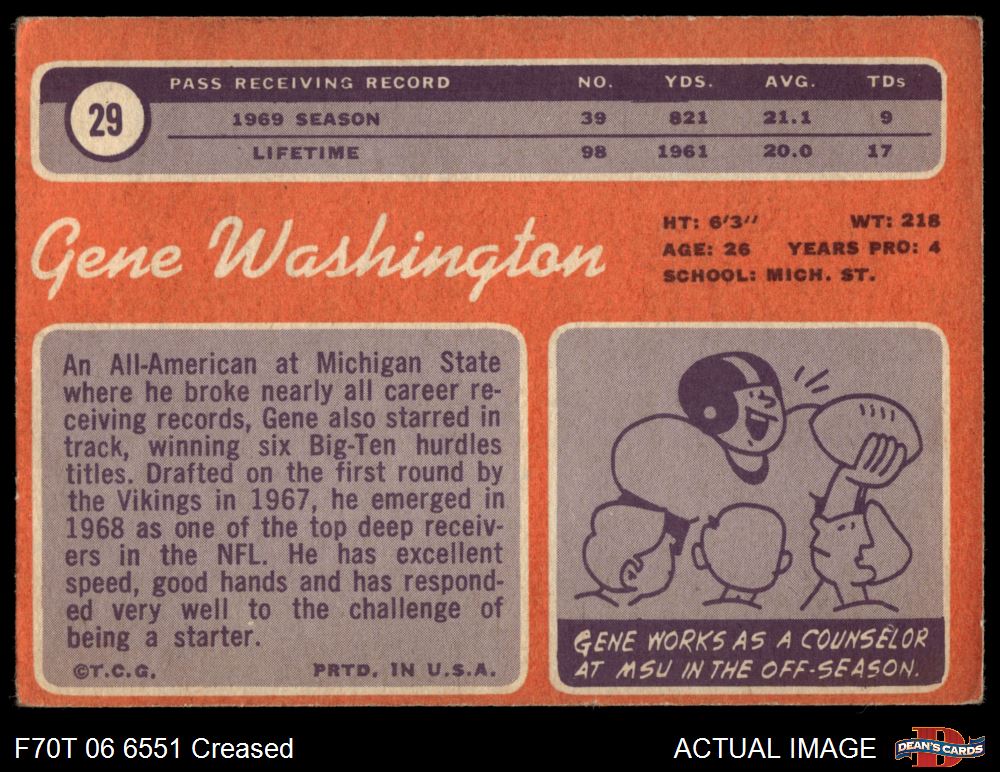 29
PASS RECEIVING RECORD NO. YDS. AVG. TDs
1969 SEASON 39 821 21.1 9
LIFETIME 98 1961 20.0 17
Gene Washington
HT: 6'3" WT: 218
AGE: 26 YEARS PRO: 4
SCHOOL: MICH. ST.
An All-American at Michigan State
where he broke nearly all career re-
ceiving records, Gene also starred in
track, winning six Big-Ten hurdles
titles. Drafted on the first round by
the Vikings in 1967, he emerged in
1968 as one of the top deep receiv-
ers in the NFL. He has excellent
speed, good hands and has respond-
ed very well to the challenge of
being a starter.
©T.C.G. PRTD. IN U.S.A.
GENE WORKS AS A COUNSELOR
AT MSU IN THE OFF-SEASON.
F70T 06 6551 Creased
ACTUAL IMAGE
DEAN'S CARDS